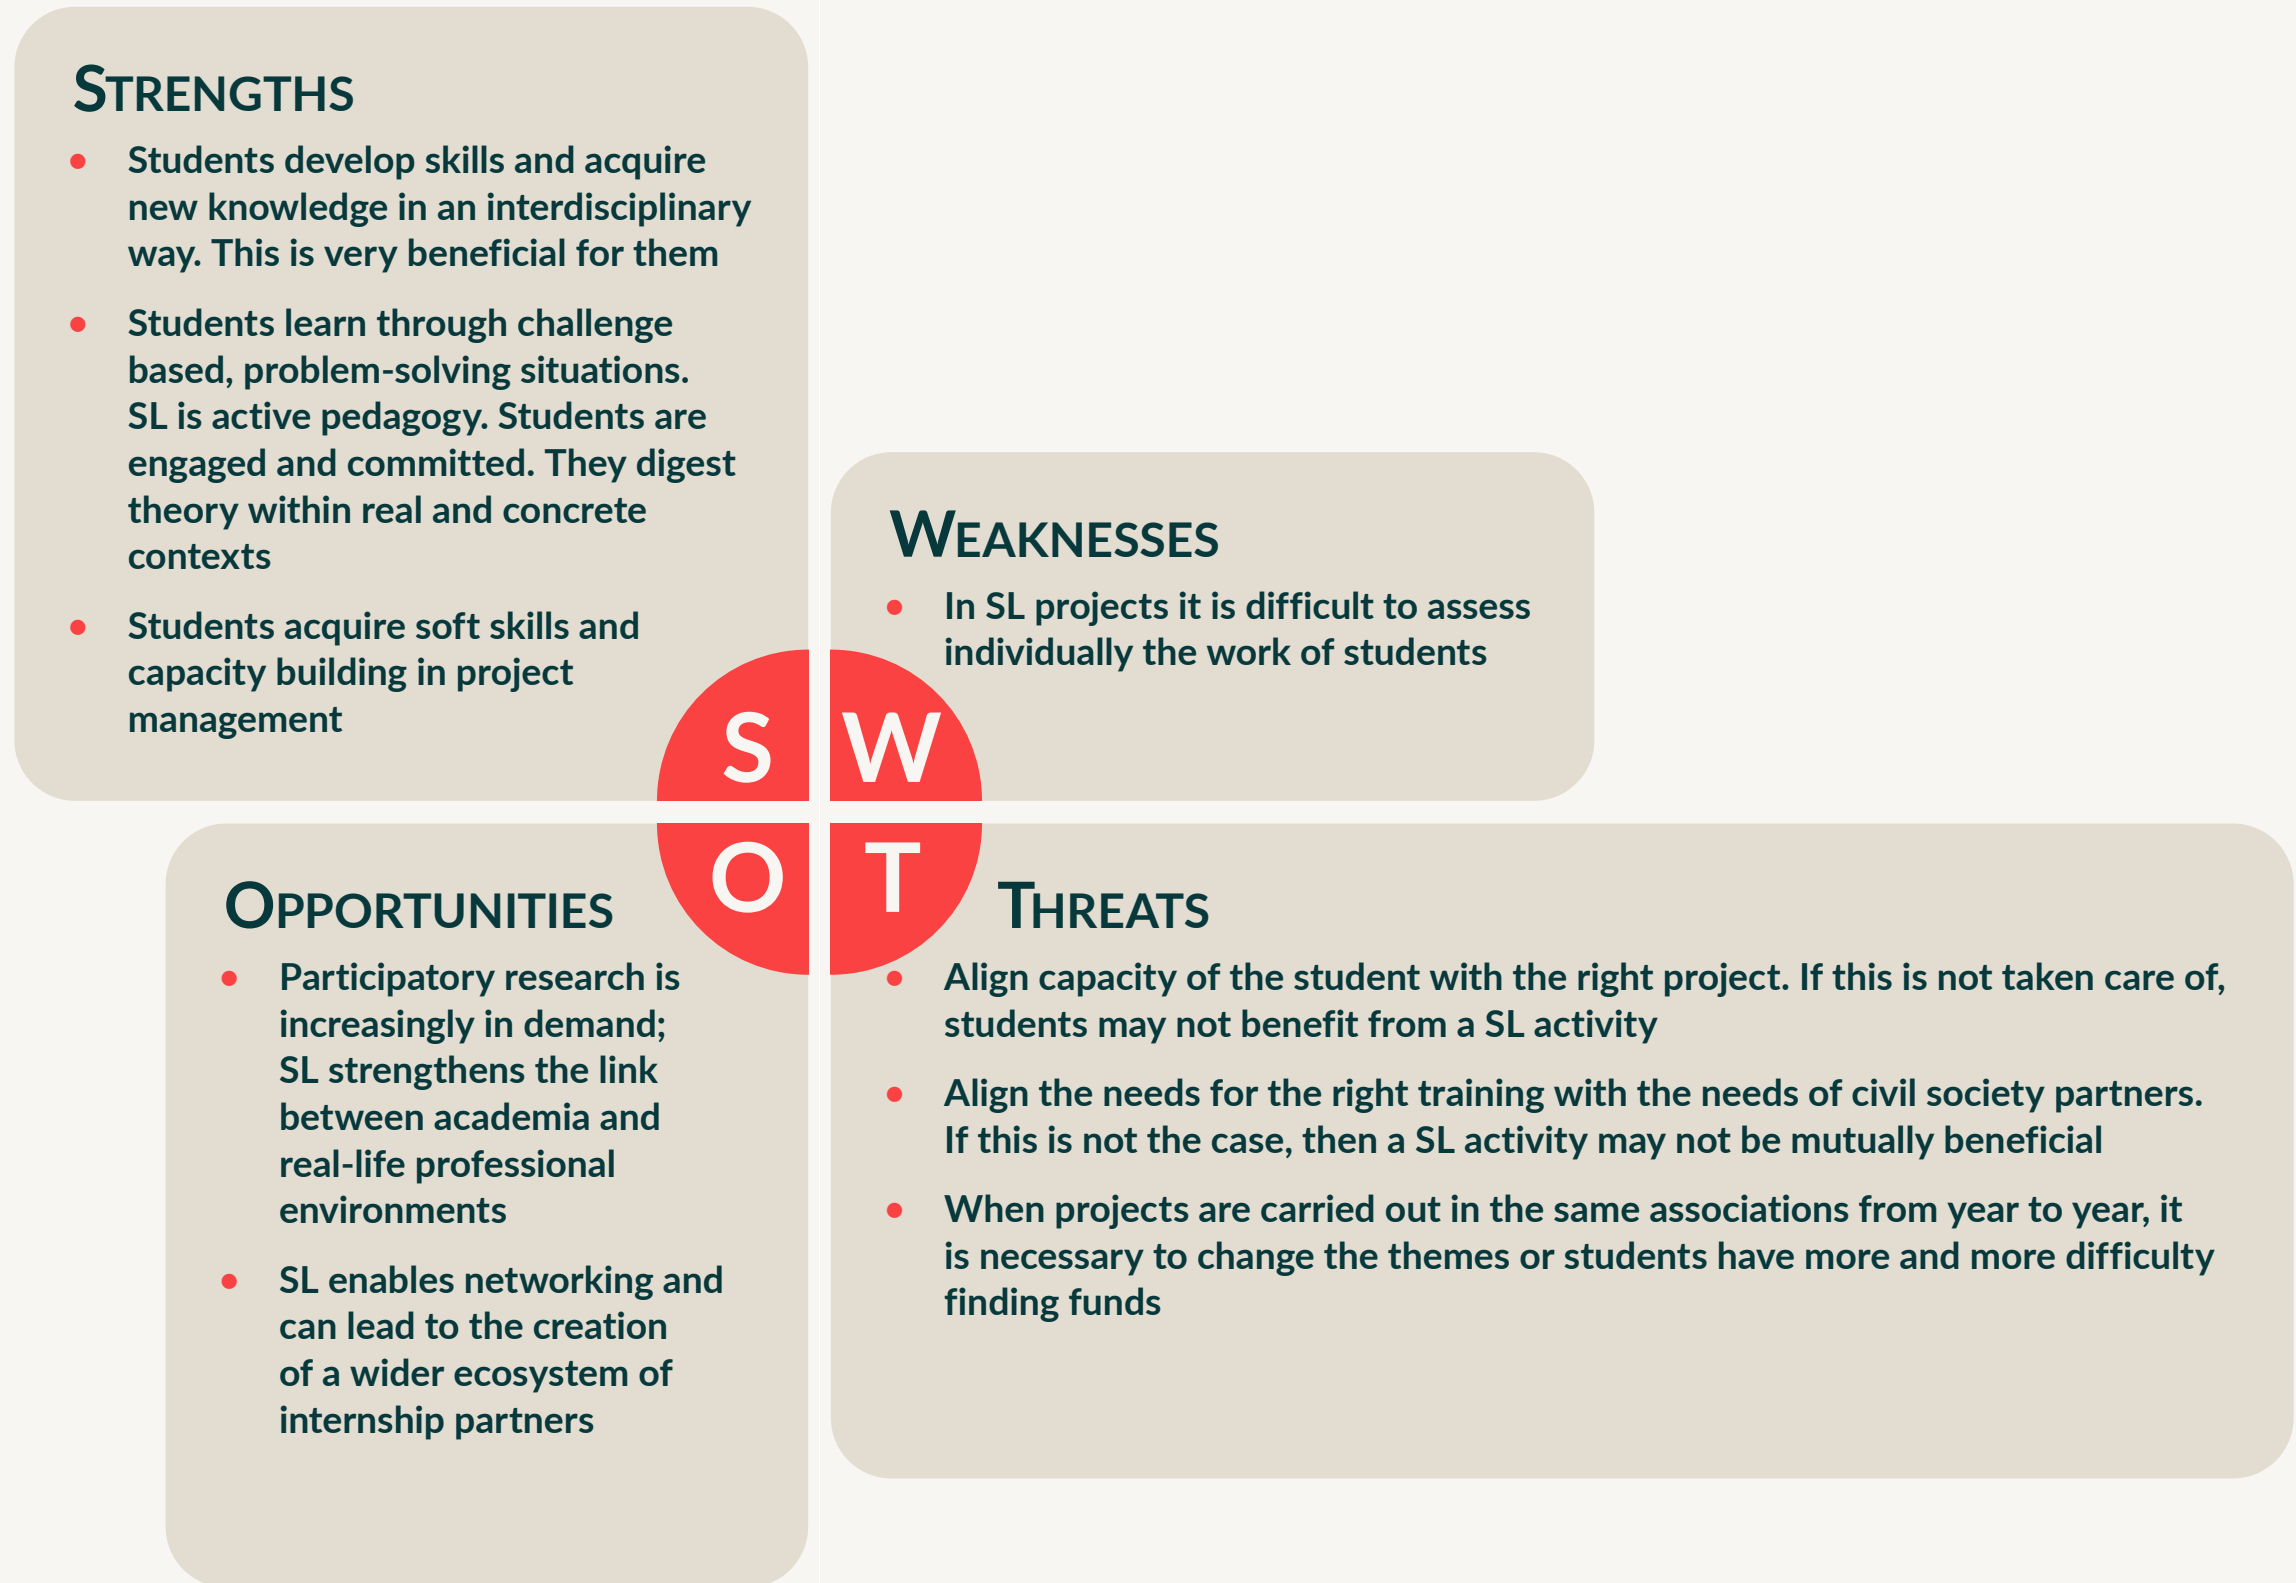 STRENGTHS
Students develop skills and acquire
new knowledge in an interdisciplinary
way. This is very beneficial for them
Students learn through challenge
based, problem-solving situations.
SL is active pedagogy. Students are
engaged and committed. They digest
theory within real and concrete
contexts
Students acquire soft skills and
capacity building in project
management
WEAKNESSES
In SL projects it is difficult to assess
individually the work of students
S W
O T
OPPORTUNITIES
Participatory research is
increasingly in demand;
SL strengthens the link
between academia and
real-life professional
environments
SL enables networking and
can lead to the creation
of a wider ecosystem of
internship partners
THREATS
Align capacity of the student with the right project. If this is not taken care of,
students may not benefit from a SL activity
Align the needs for the right training with the needs of civil society partners.
If this is not the case, then a SL activity may not be mutually beneficial
When projects are carried out in the same associations from year to year, it
is necessary to change the themes or students have more and more difficulty
finding funds